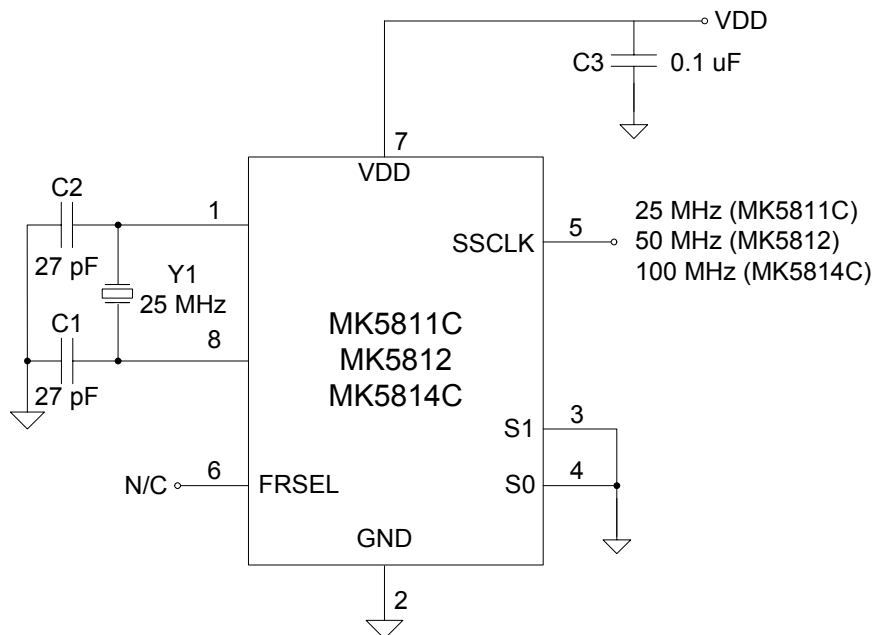 VDD
C3
0.1 uF
7
VDD
C2
1
27 pF
Y1
25 MHz
C1
8
27 pF
SSCLK
5
25 MHz (MK5811C)
50 MHz (MK5812)
100 MHz (MK5814C)
MK5811C
MK5812
MK5814C
S1
3
S0
4
N/C
6
FRSEL
GND
2